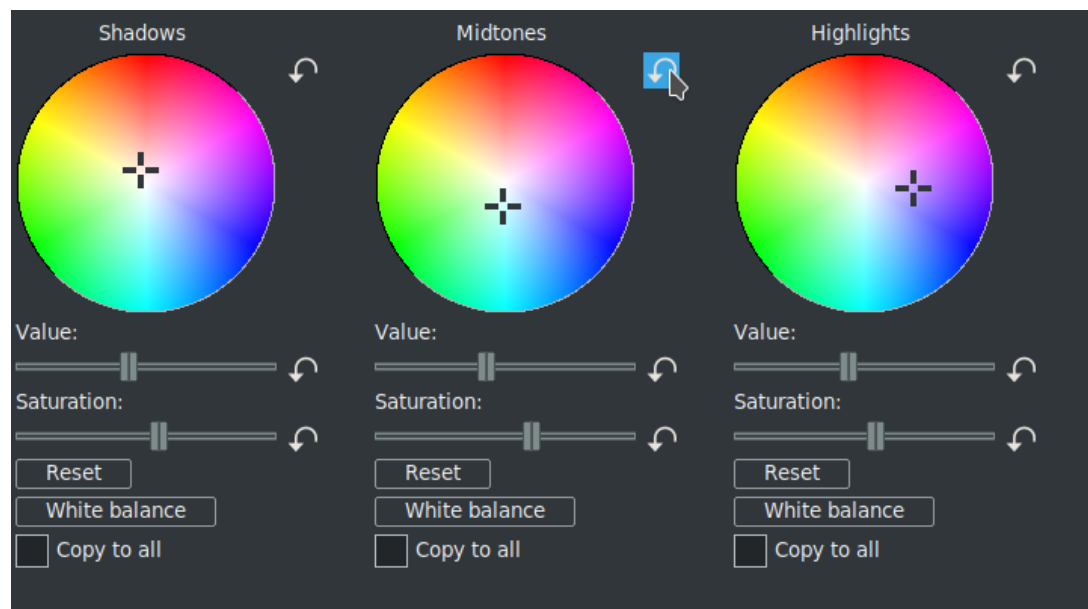 Shadows Midtones Highlights
Value: Value: Value:
Saturation: Saturation: Saturation:
Reset Reset Reset
White balance White balance White balance
Copy to all Copy to all Copy to all